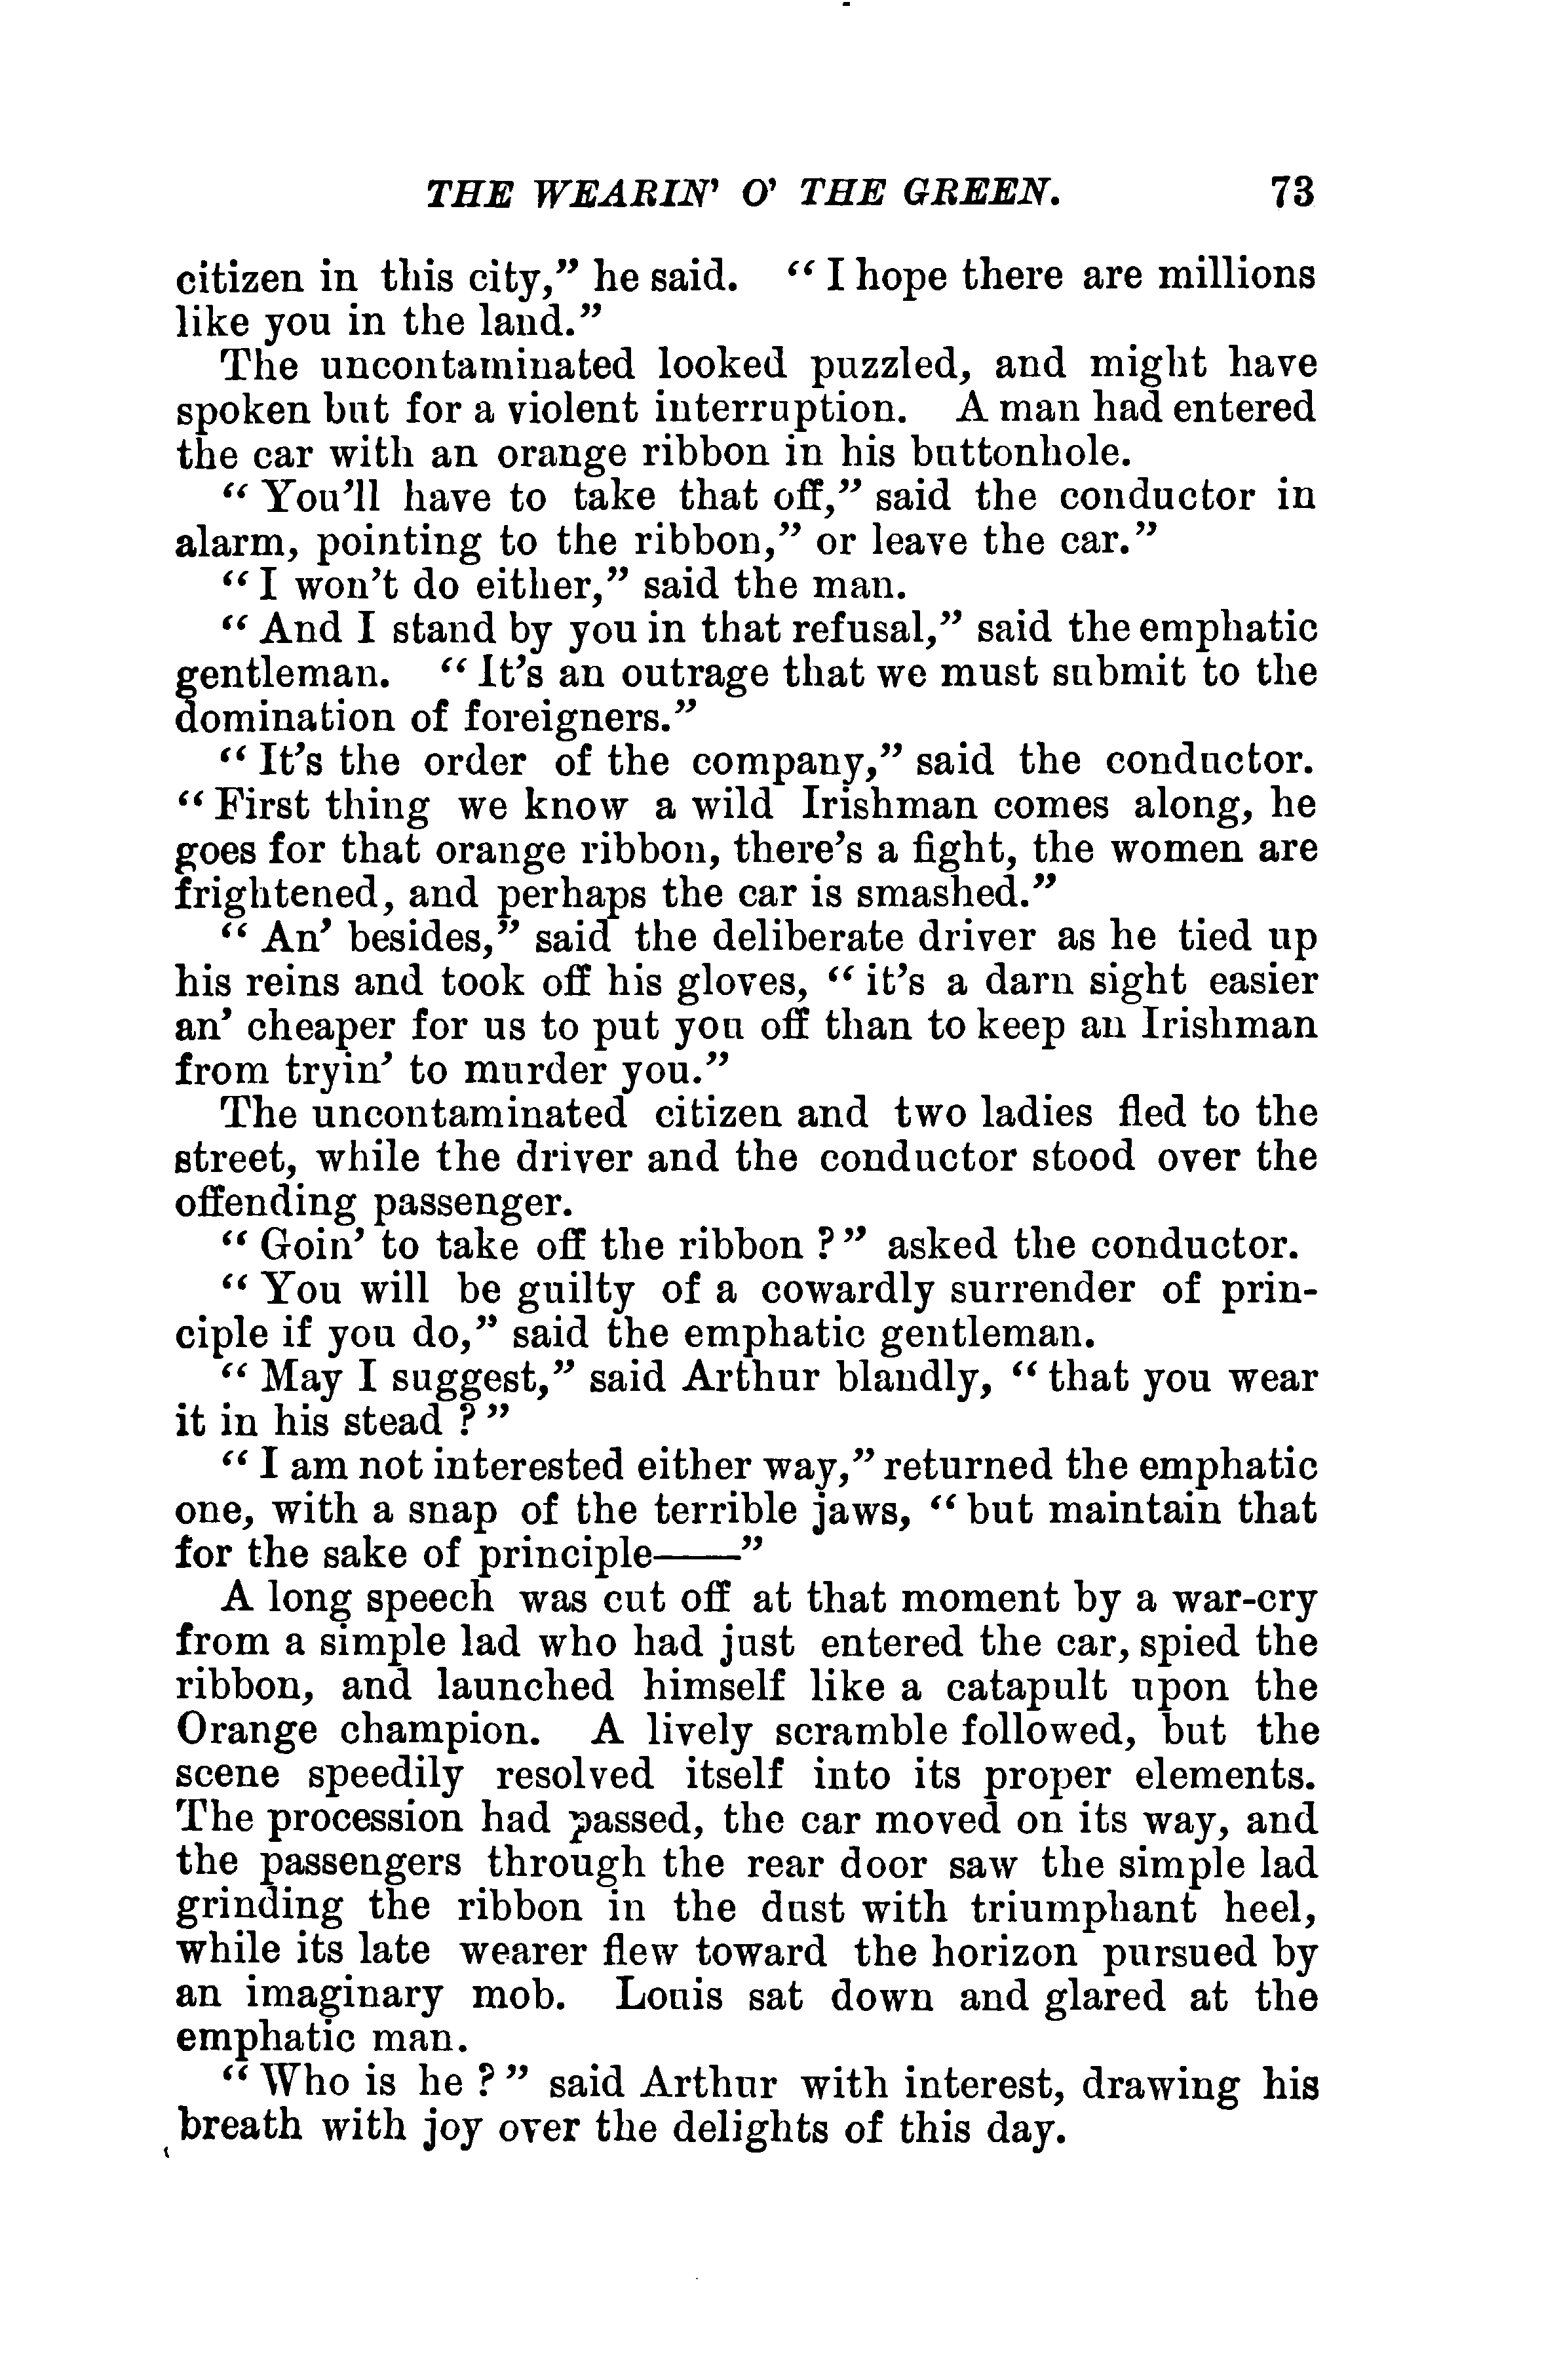 THE WEARIN' O' THE GREEN. 73
citizen in this city," he said. "I hope there are millions
like you in the land."
The uncontaminated looked puzzled, and might have
spoken but for a violent interruption. A man had entered
the car with an orange ribbon in his buttonhole.
"You'll have to take that off," said the conductor in
alarm, pointing to the ribbon," or leave the car."
"I won't do either," said the man.
"And I stand by you in that refusal," said the emphatic
gentleman. "It's an outrage that we must submit to the
domination of foreigners."
"It's the order of the company," said the conductor.
"First thing we know a wild Irishman comes along, he
goes for that orange ribbon, there's a fight, the women are
frightened, and perhaps the car is smashed."
"An' besides," said the deliberate driver as he tied up
his reins and took off his gloves, "it's a darn sight easier
an' cheaper for us to put you off than to keep an Irishman
from tryin' to murder you."
The uncontaminated citizen and two ladies fled to the
street, while the driver and the conductor stood over the
offending passenger.
"Goin' to take off the ribbon?" asked the conductor.
"You will be guilty of a cowardly surrender of prin-
ciple if you do," said the emphatic gentleman.
"May I suggest," said Arthur blandly, "that you wear
it in his stead?"
"I am not interested either way," returned the emphatic
one, with a snap of the terrible jaws, "but maintain that
for the sake of principle——"
A long speech was cut off at that moment by a war-cry
from a simple lad who had just entered the car, spied the
ribbon, and launched himself like a catapult upon the
Orange champion. A lively scramble followed, but the
scene speedily resolved itself into its proper elements.
The procession had passed, the car moved on its way, and
the passengers through the rear door saw the simple lad
grinding the ribbon in the dust with triumphant heel,
while its late wearer flew toward the horizon pursued by
an imaginary mob. Louis sat down and glared at the
emphatic man.
"Who is he?" said Arthur with interest, drawing his
breath with joy over the delights of this day.